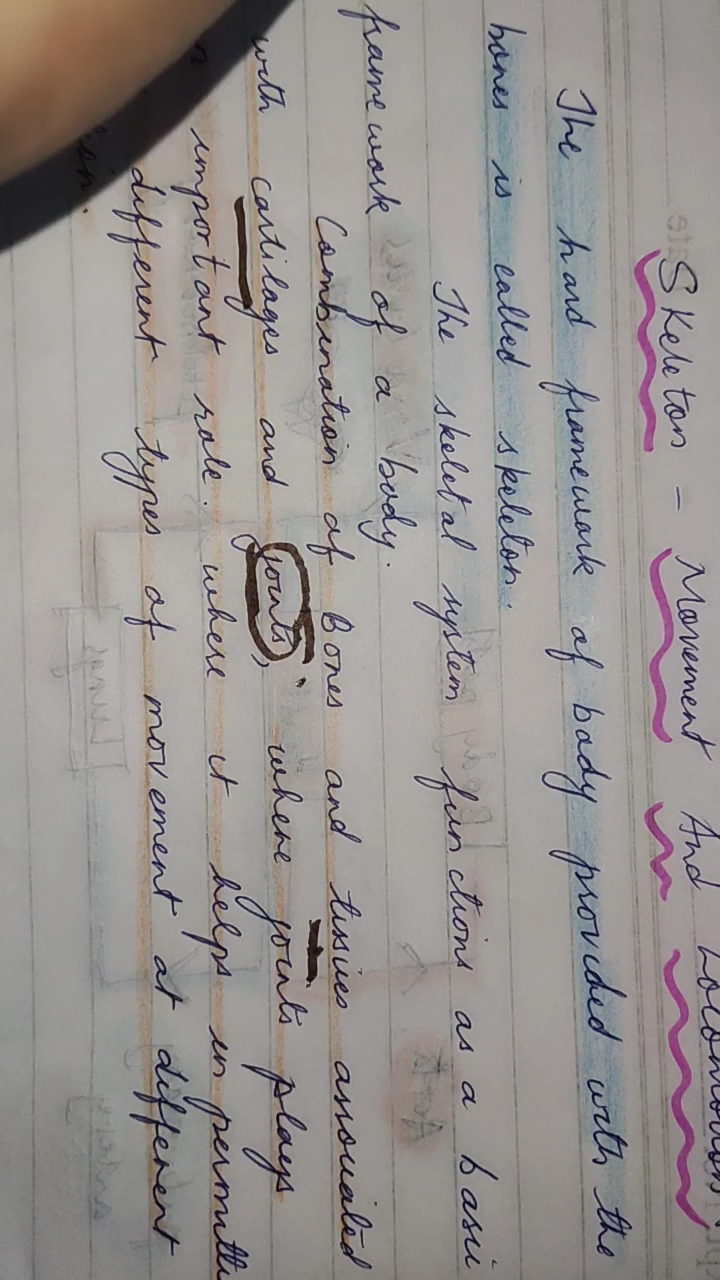 Skeleton - Movement And Locomotion
The hard framework of body provided with the
bones is called skeleton.
The skeletal system functions as a basic
framework of a body.
Combination of Bones and tissues associated
with cartilages and joints, where joints plays
important role. where it helps in permitti
different types of movement at different